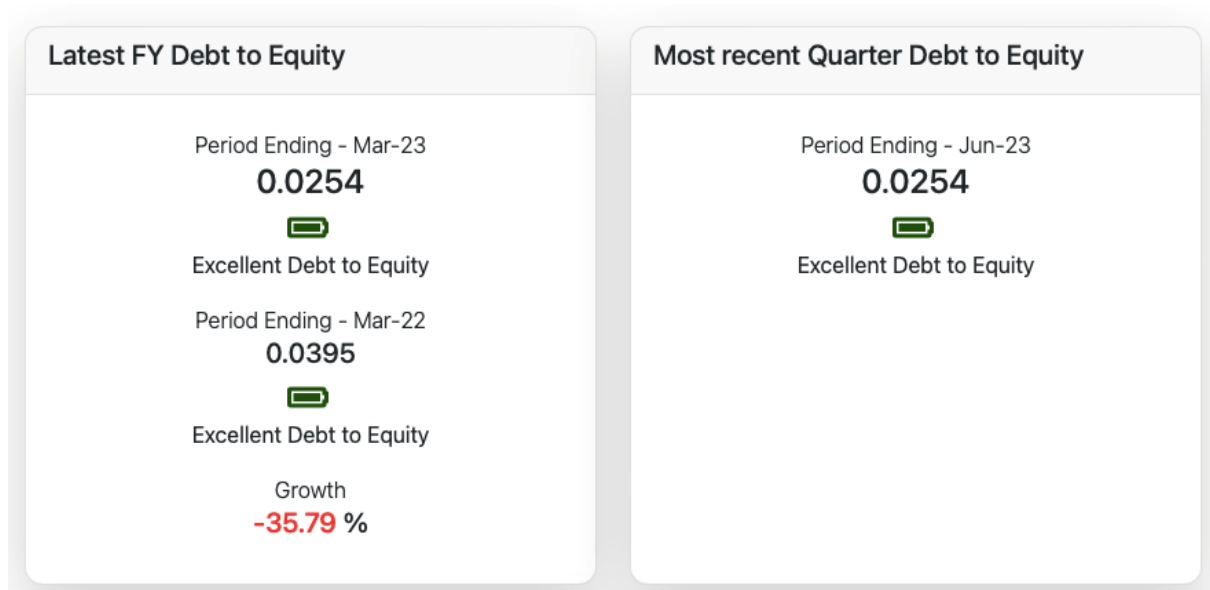 Latest FY Debt to Equity
Period Ending - Mar-23
0.0254
Excellent Debt to Equity
Period Ending - Mar-22
0.0395
Excellent Debt to Equity
Growth
-35.79 %
Most recent Quarter Debt to Equity
Period Ending - Jun-23
0.0254
Excellent Debt to Equity